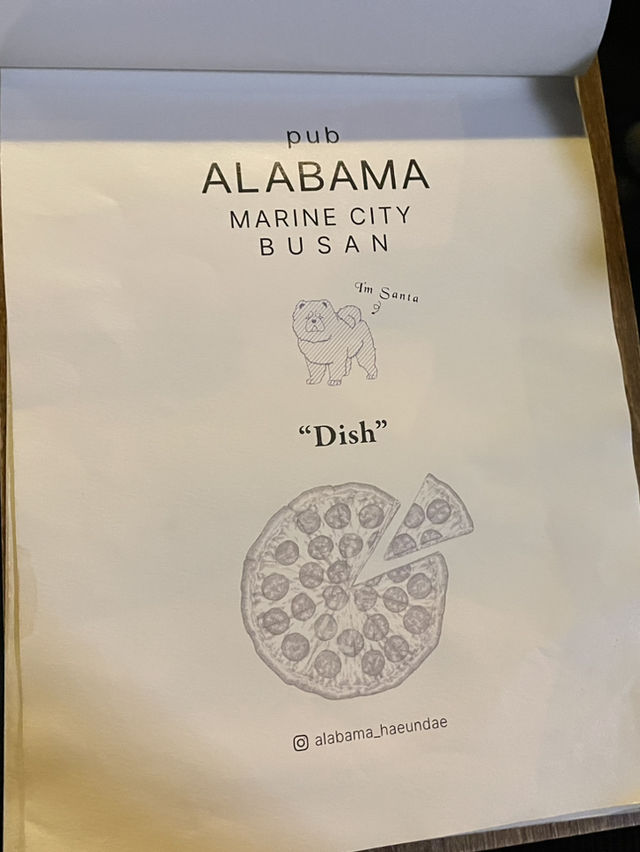 pub
ALABAMA
MARINE CITY
BUSAN
I'm Santa
“Dish”
alabama_haeundae